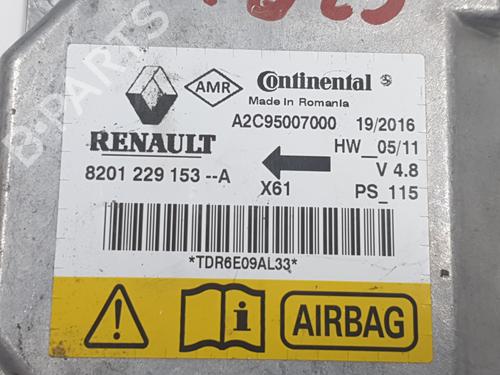 AMR Continental
Made in Romania
A2C95007000 19/2016
RENAULT
HW_05/11
8201 229 153 --A
X61
V 4.8
PS_115
*TDR6E09AL33*
AIRBAG
B-PARTS